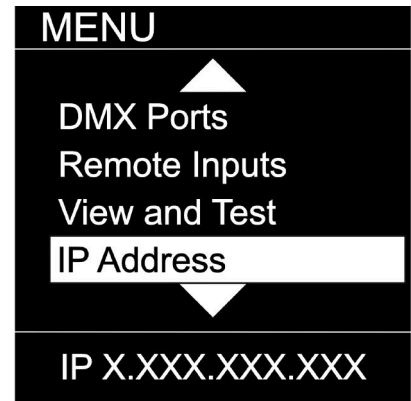 MENU
DMX Ports
Remote Inputs
View and Test
IP Address
IP X.XXX.XXX.XXX